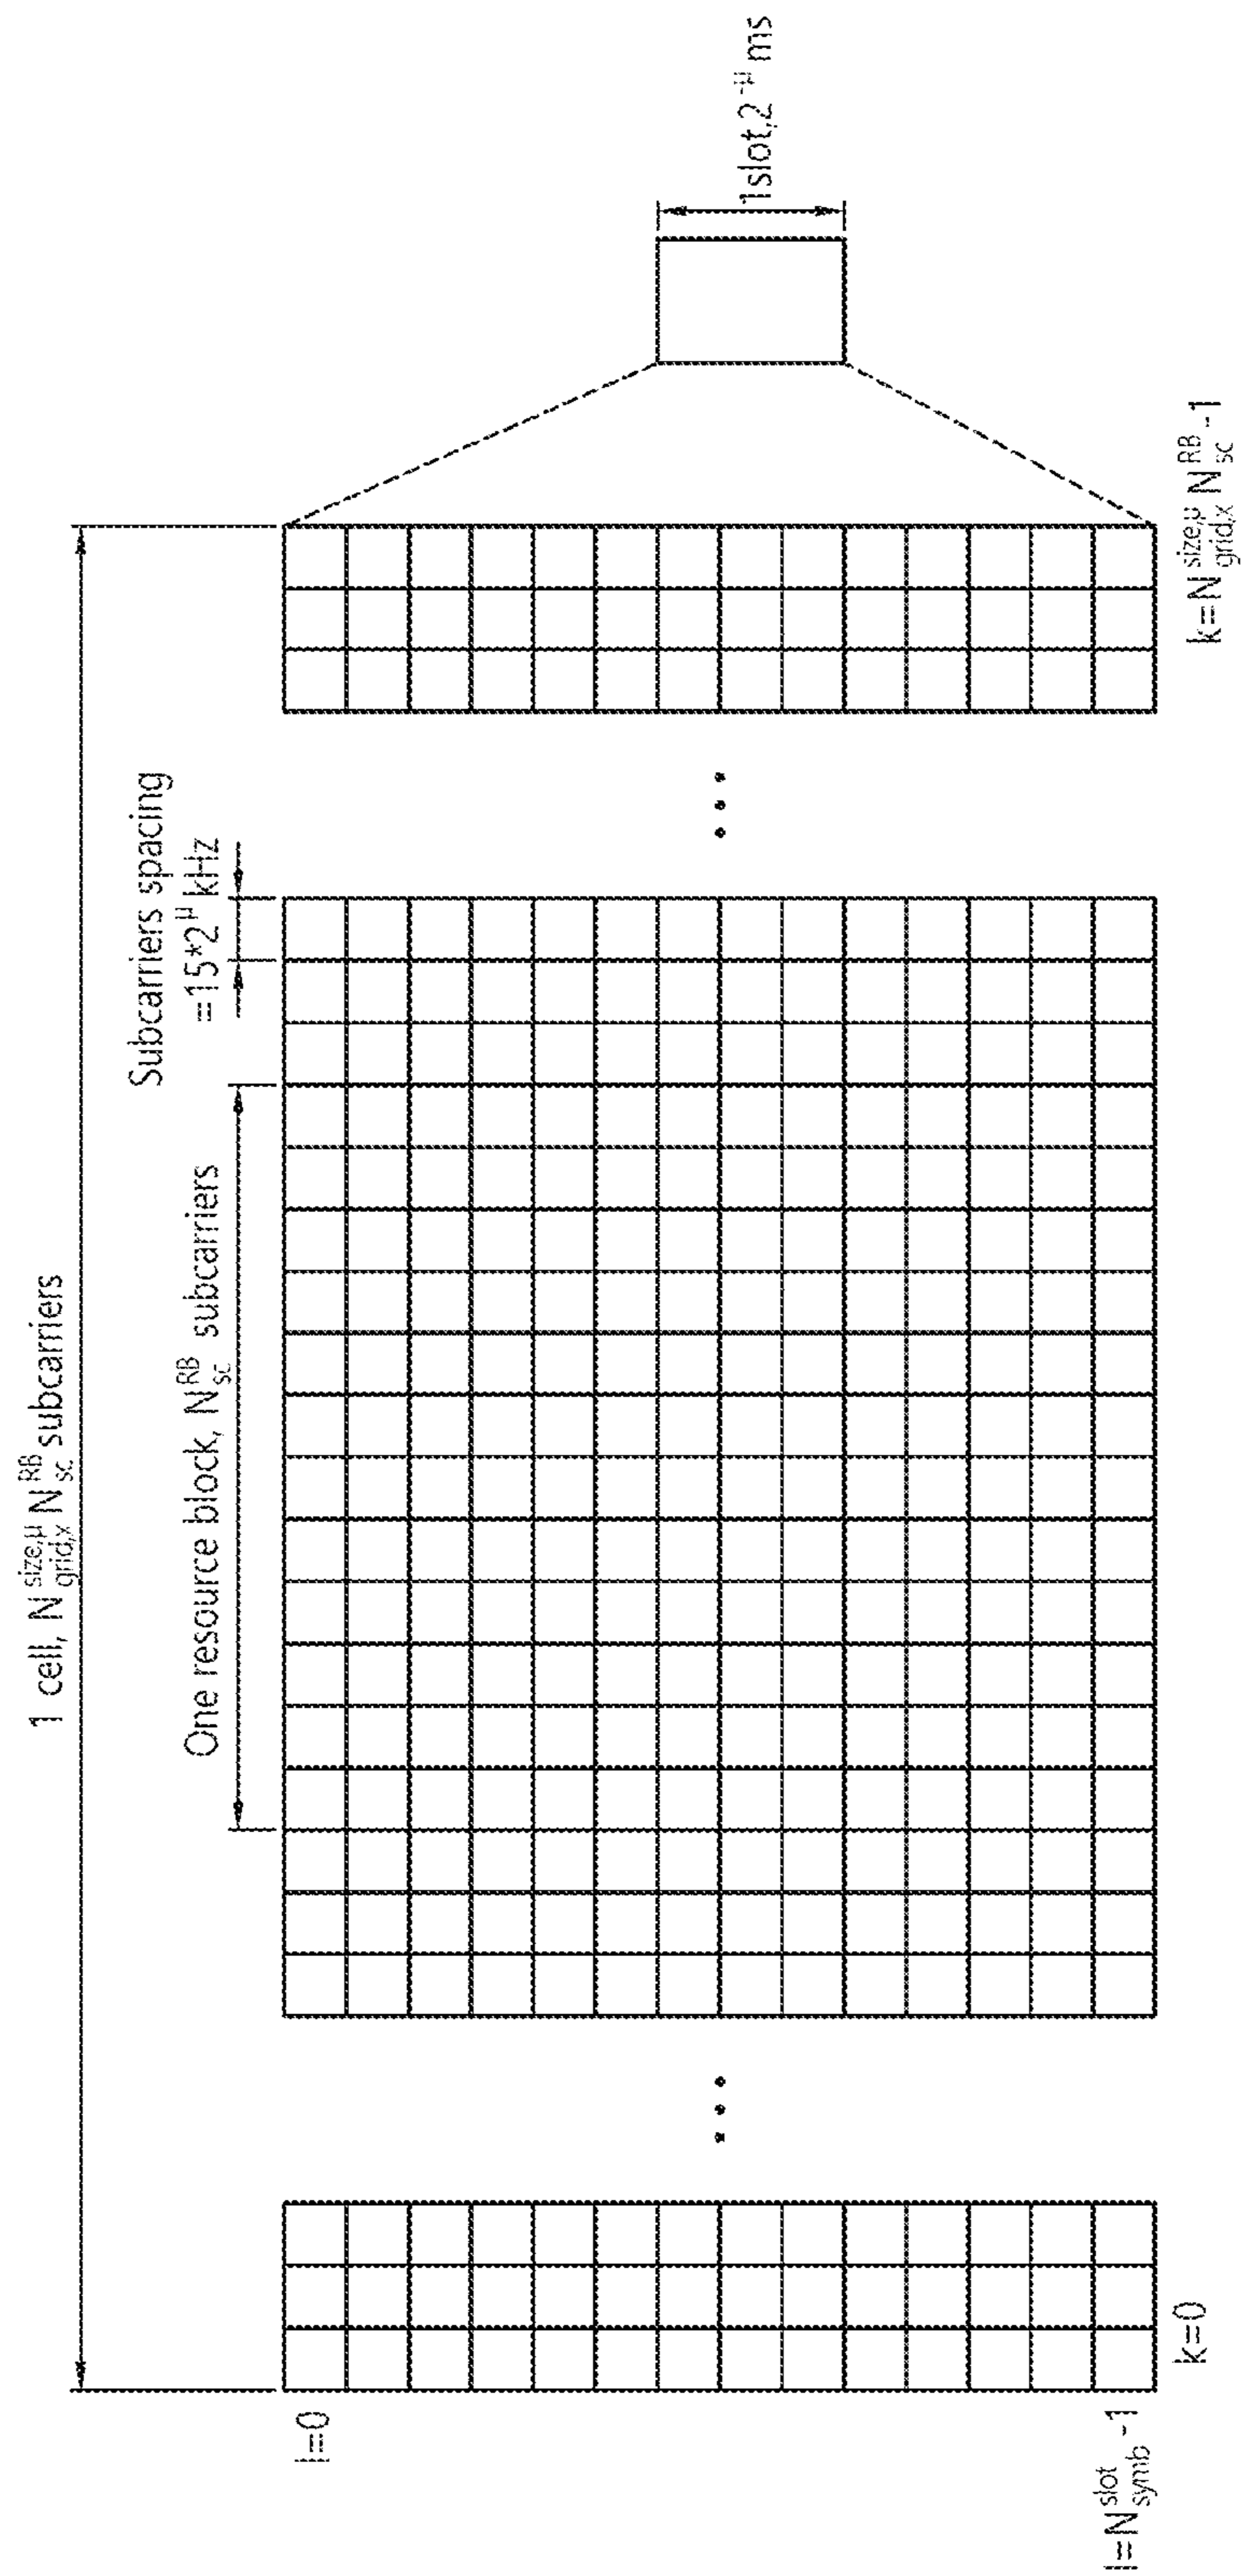 1 cell, N^{size,μ}_{grid,x} N^{RB}_{sc} subcarriers
Subcarriers spacing
=15*2^μ kHz
One resource block, N^{RB}_{sc} subcarriers
l=0
l=N^{slot}_{symb} -1
k=0
k=N^{size,μ}_{grid,x} N^{RB}_{sc} -1
1slot,2^{-μ} ms